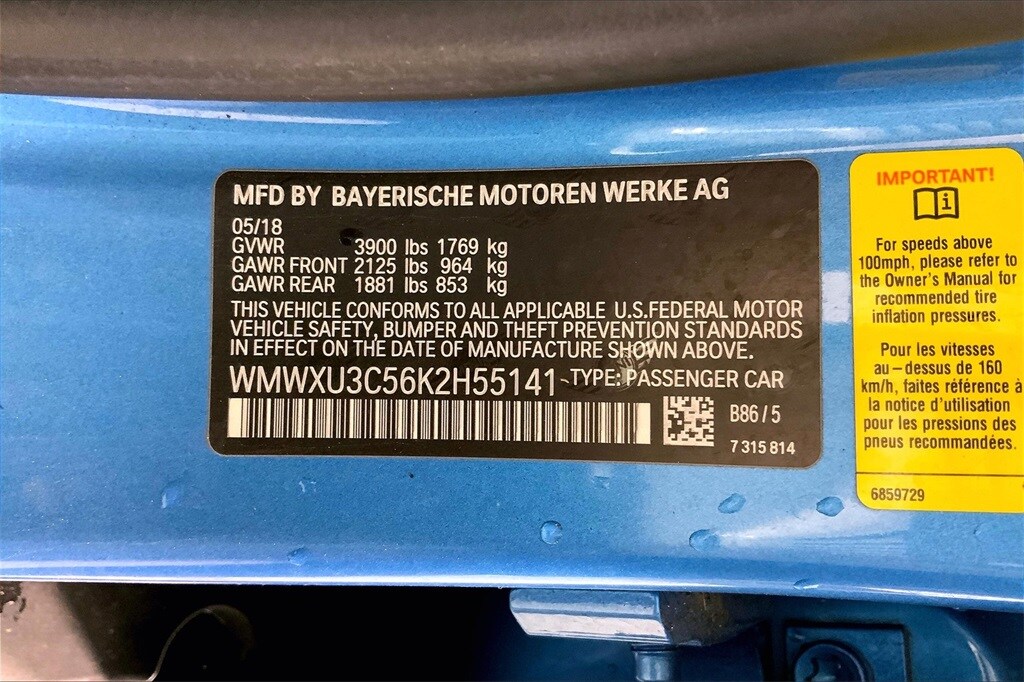 MFD BY BAYERISCHE MOTOREN WERKE AG
05/18
GVWR 3900 lbs 1769 kg
GAWR FRONT 2125 lbs 964 kg
GAWR REAR 1881 lbs 853 kg
THIS VEHICLE CONFORMS TO ALL APPLICABLE U.S.FEDERAL MOTOR
VEHICLE SAFETY, BUMPER AND THEFT PREVENTION STANDARDS
IN EFFECT ON THE DATE OF MANUFACTURE SHOWN ABOVE.
WMWXU3C56K2H55141 TYPE: PASSENGER CAR
B86 / 5
7 315 814
IMPORTANT!
i
For speeds above
100mph, please refer to
the Owner's Manual for
recommended tire
inflation pressures.
Pour les vitesses
au-dessus de 160
km/h, faites référence à
la notice d'utilisation
pour les pressions des
pneus recommandées.
6859729